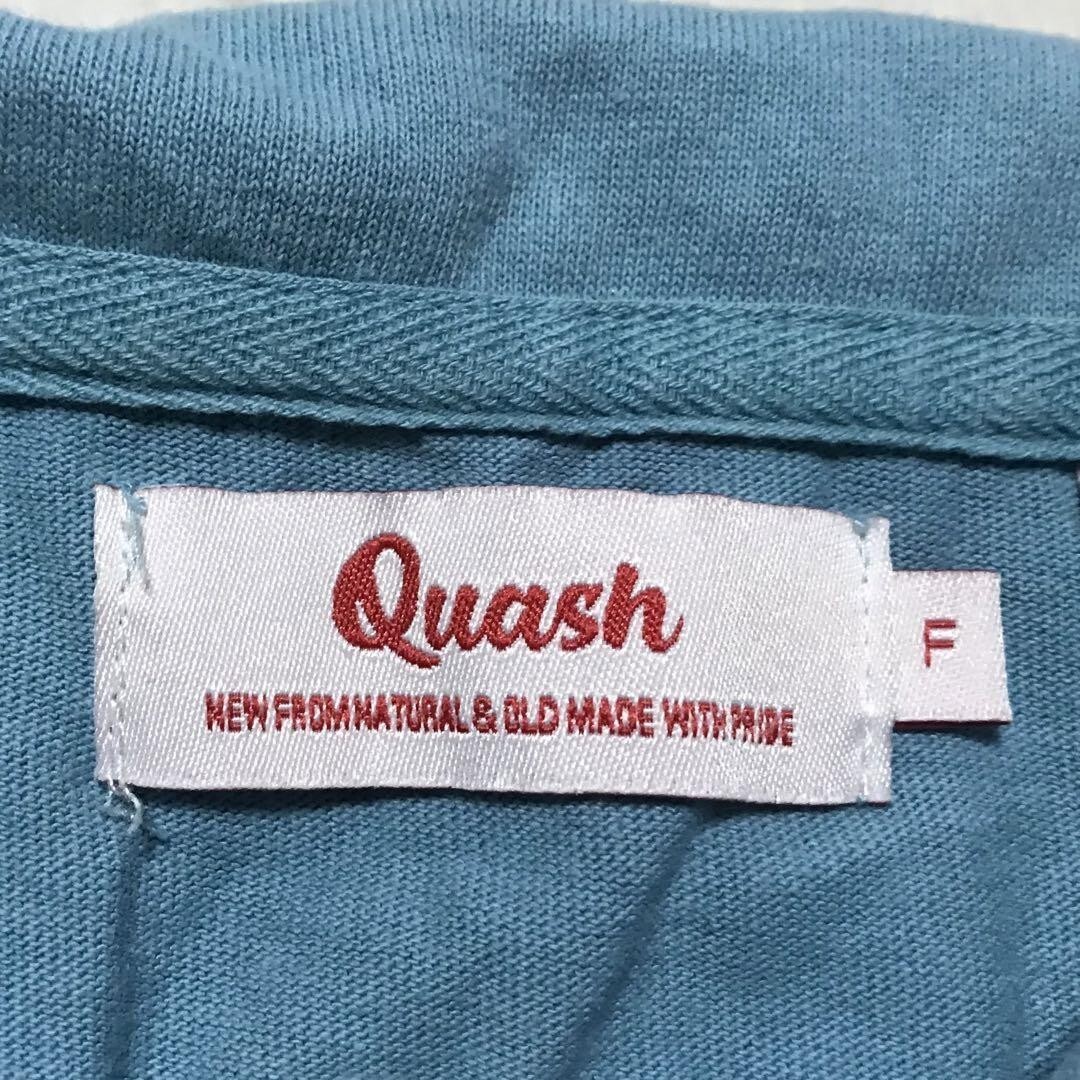 Quash
NEW FROM NATURAL & OLD MADE WITH PRIDE
F